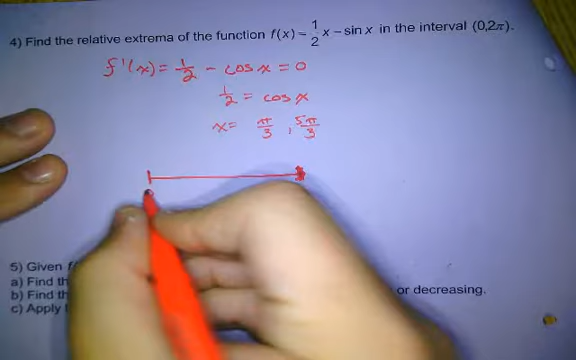 4) Find the relative extrema of the function f(x) = 1/2 x − sin x in the interval (0,2π).
f'(x) = 1/2 - cos x = 0
1/2 = cos x
x = π/3 , 5π/3
5) Given
a) Find th
or decreasing.
b) Find th
c) Apply